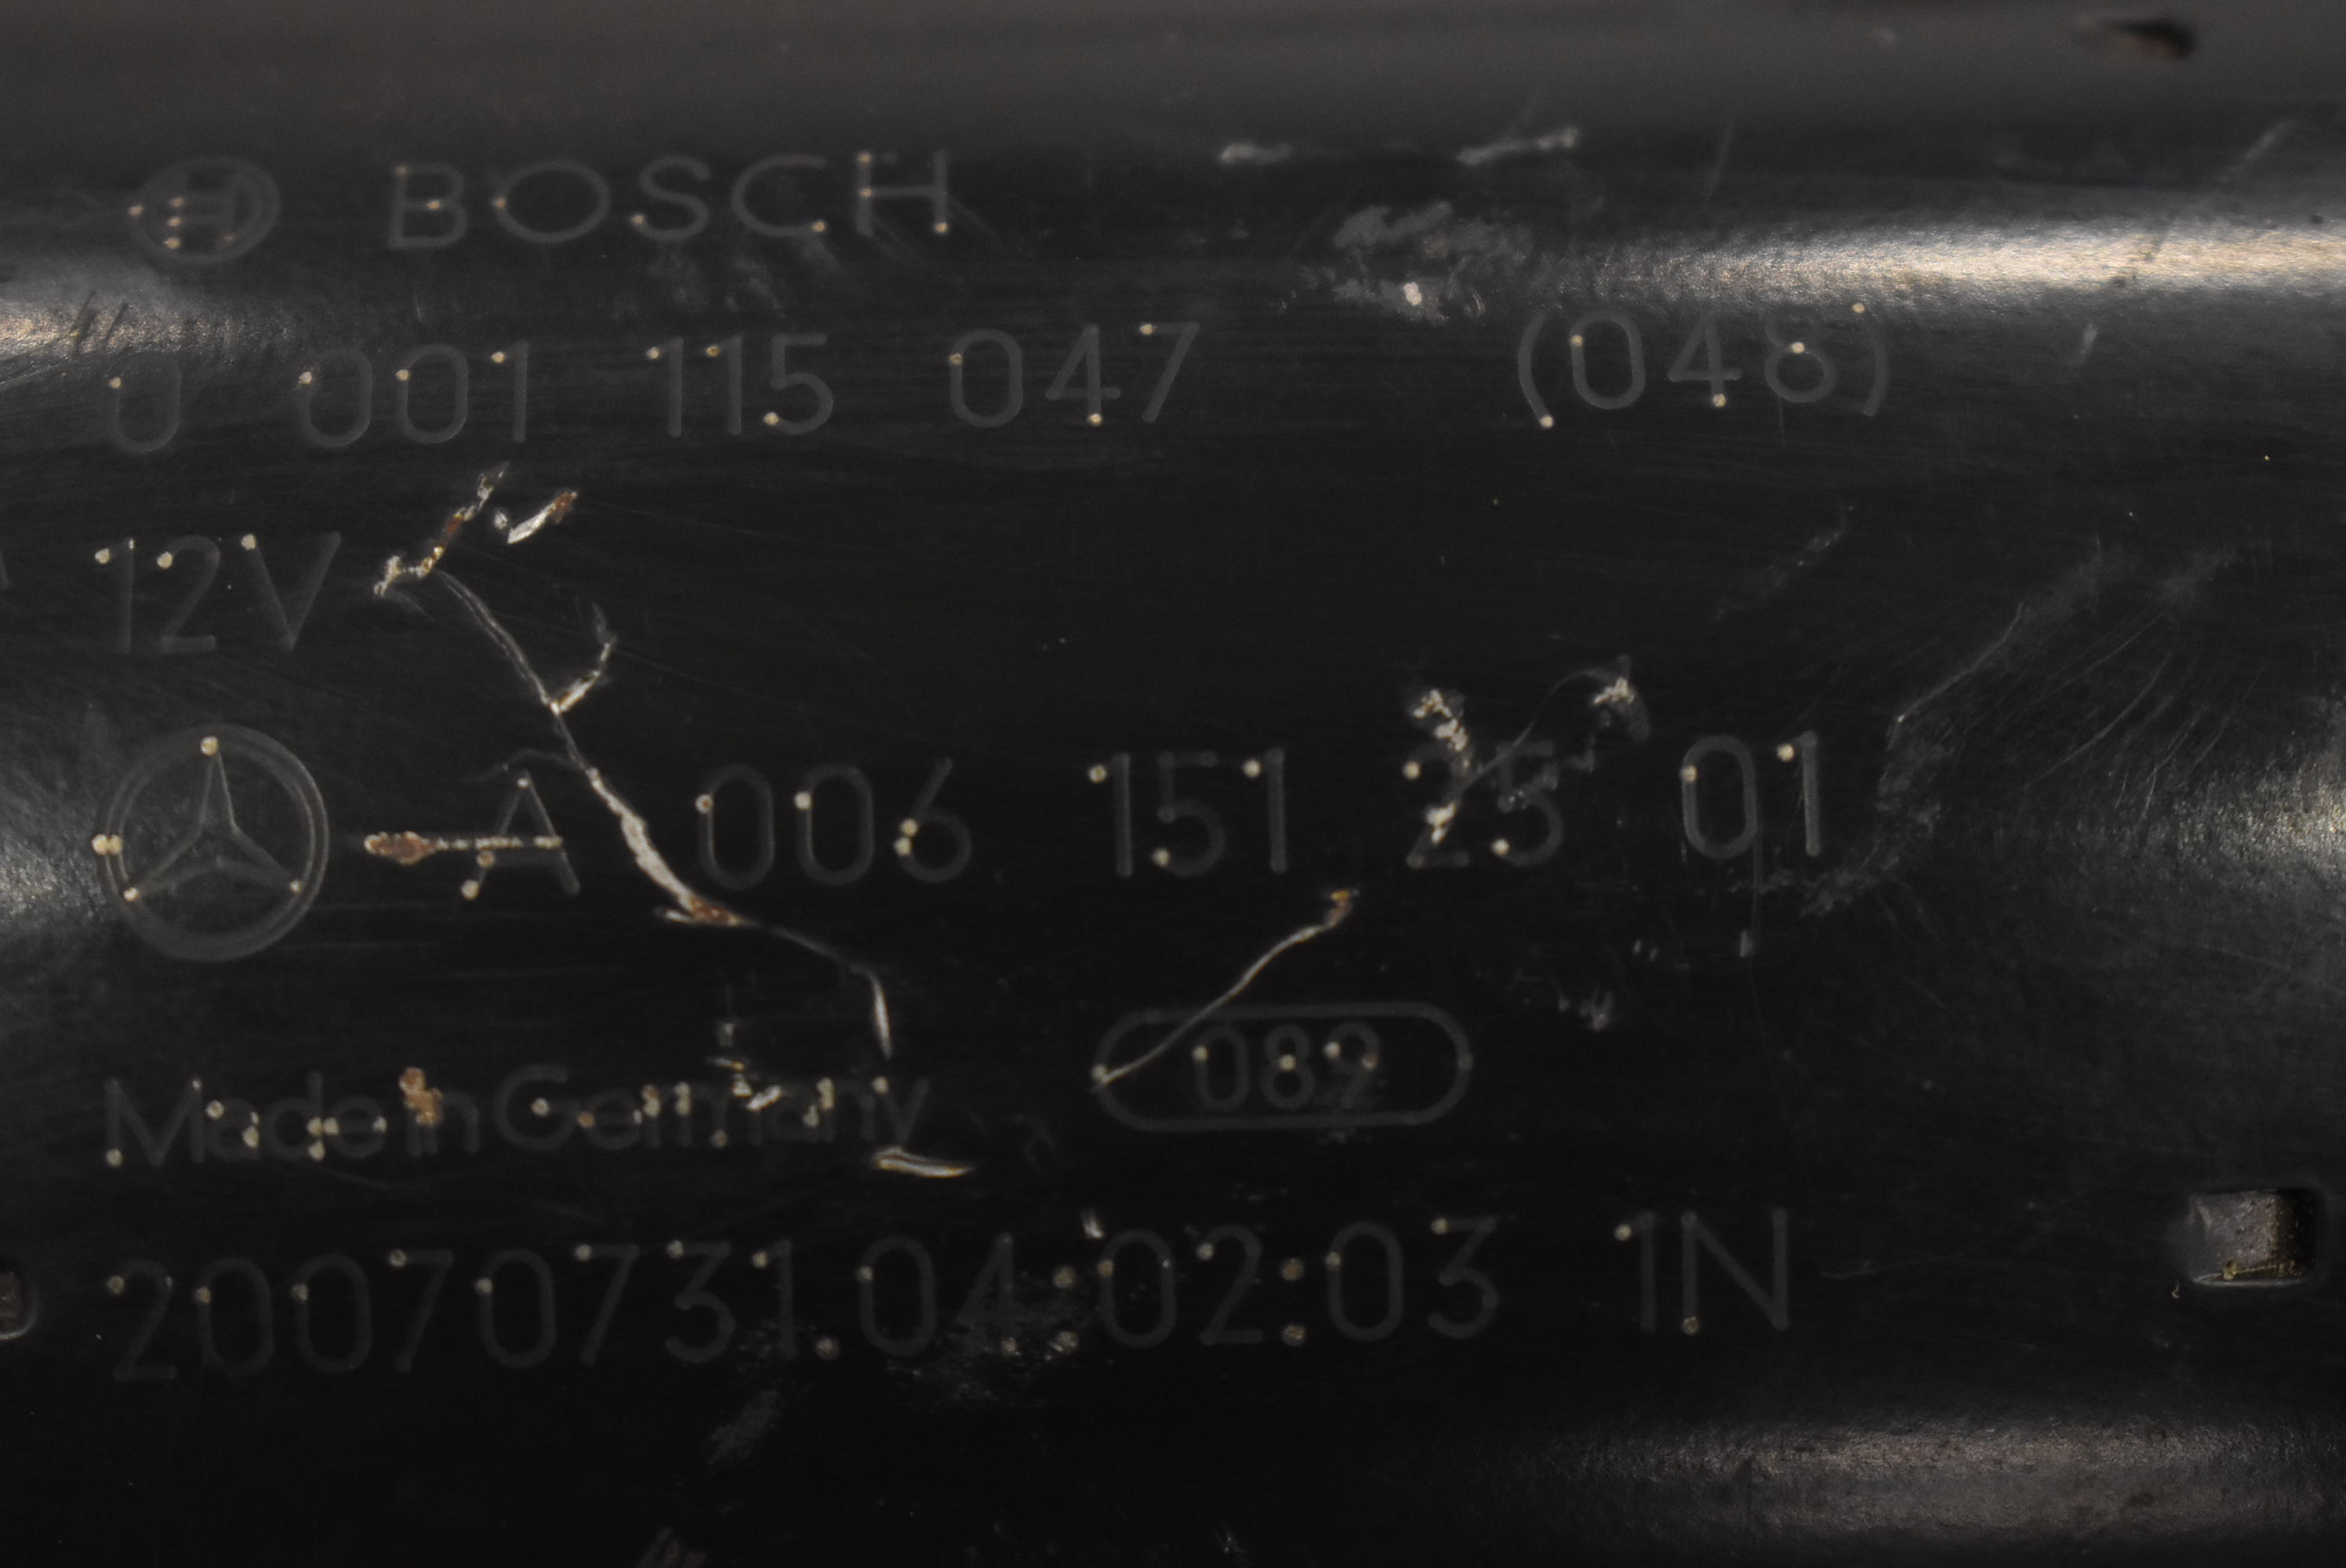 BOSCH
0 001 115 047 (048)
12V
A 006 151 25 01
Made in Germany 089
20070731.04:02:03 1N